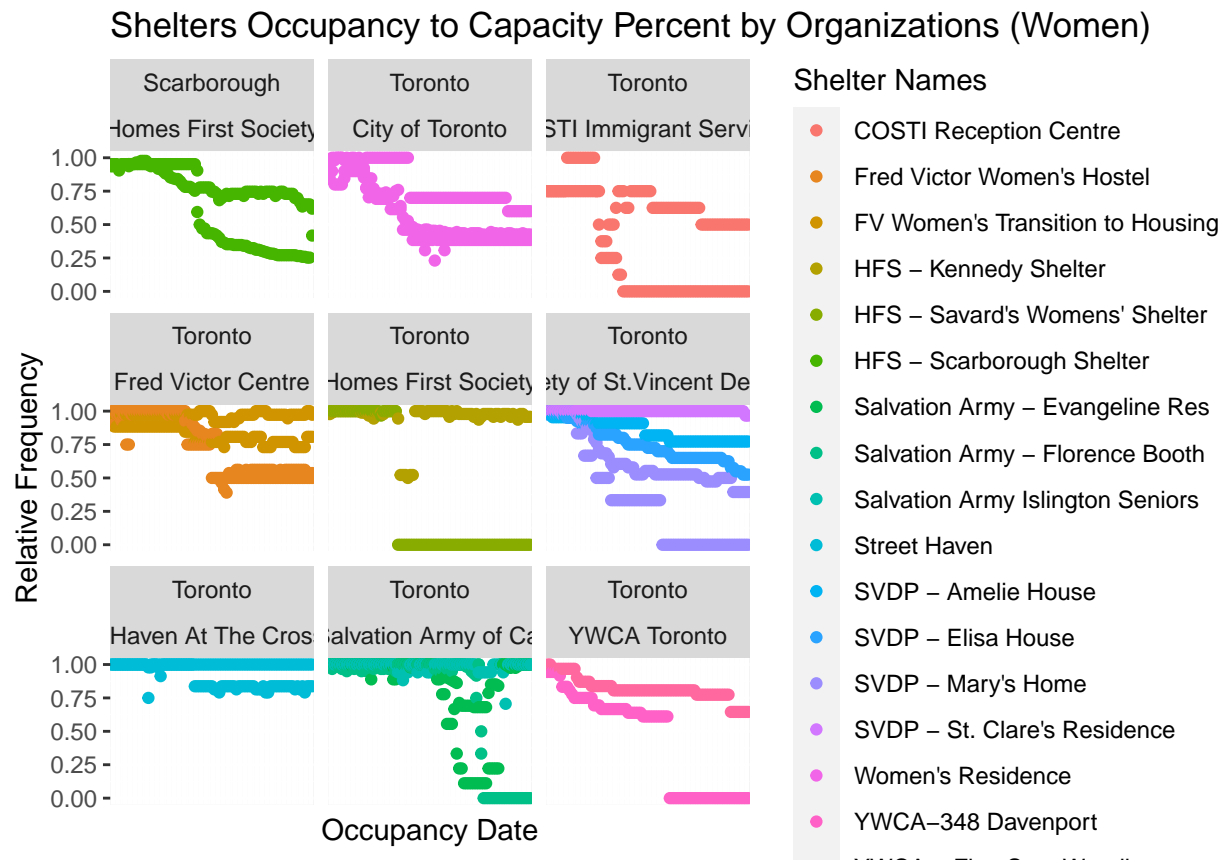 Shelters Occupancy to Capacity Percent by Organizations (Women)
Scarborough
Homes First Society
Toronto
City of Toronto
Toronto
STI Immigrant Servi
1.00
0.75
0.50
0.25
0.00
Toronto
Fred Victor Centre
Toronto
Homes First Society
Toronto
ety of St.Vincent De
1.00
0.75
0.50
0.25
0.00
Toronto
Haven At The Cros
Toronto
Salvation Army of Ca
Toronto
YWCA Toronto
1.00
0.75
0.50
0.25
0.00
Relative Frequency
Occupancy Date
Shelter Names
COSTI Reception Centre
Fred Victor Women's Hostel
FV Women's Transition to Housing
HFS − Kennedy Shelter
HFS − Savard's Womens' Shelter
HFS − Scarborough Shelter
Salvation Army − Evangeline Res
Salvation Army − Florence Booth
Salvation Army Islington Seniors
Street Haven
SVDP − Amelie House
SVDP − Elisa House
SVDP − Mary's Home
SVDP − St. Clare's Residence
Women's Residence
YWCA−348 Davenport